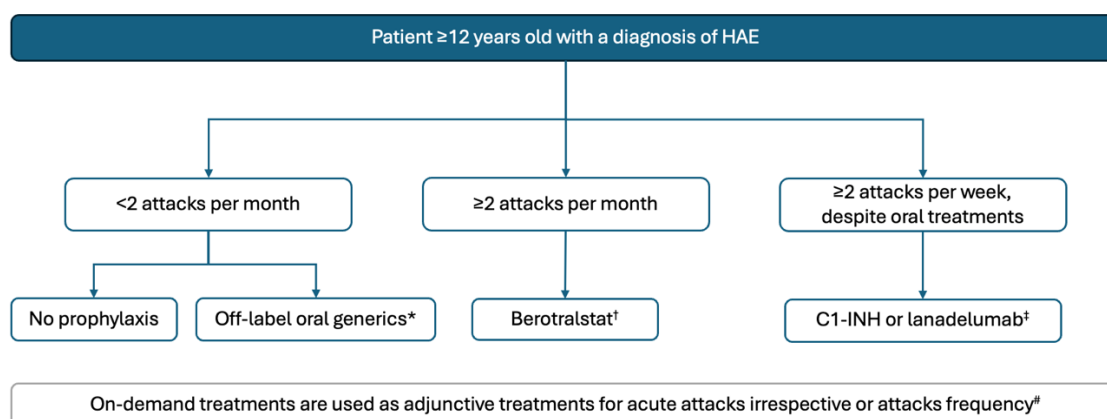 Patient ≥12 years old with a diagnosis of HAE
<2 attacks per month
≥2 attacks per month
≥2 attacks per week,
despite oral treatments
No prophylaxis
Off-label oral generics*
Berotralstat†
C1-INH or lanadelumab‡
On-demand treatments are used as adjunctive treatments for acute attacks irrespective or attacks frequency#